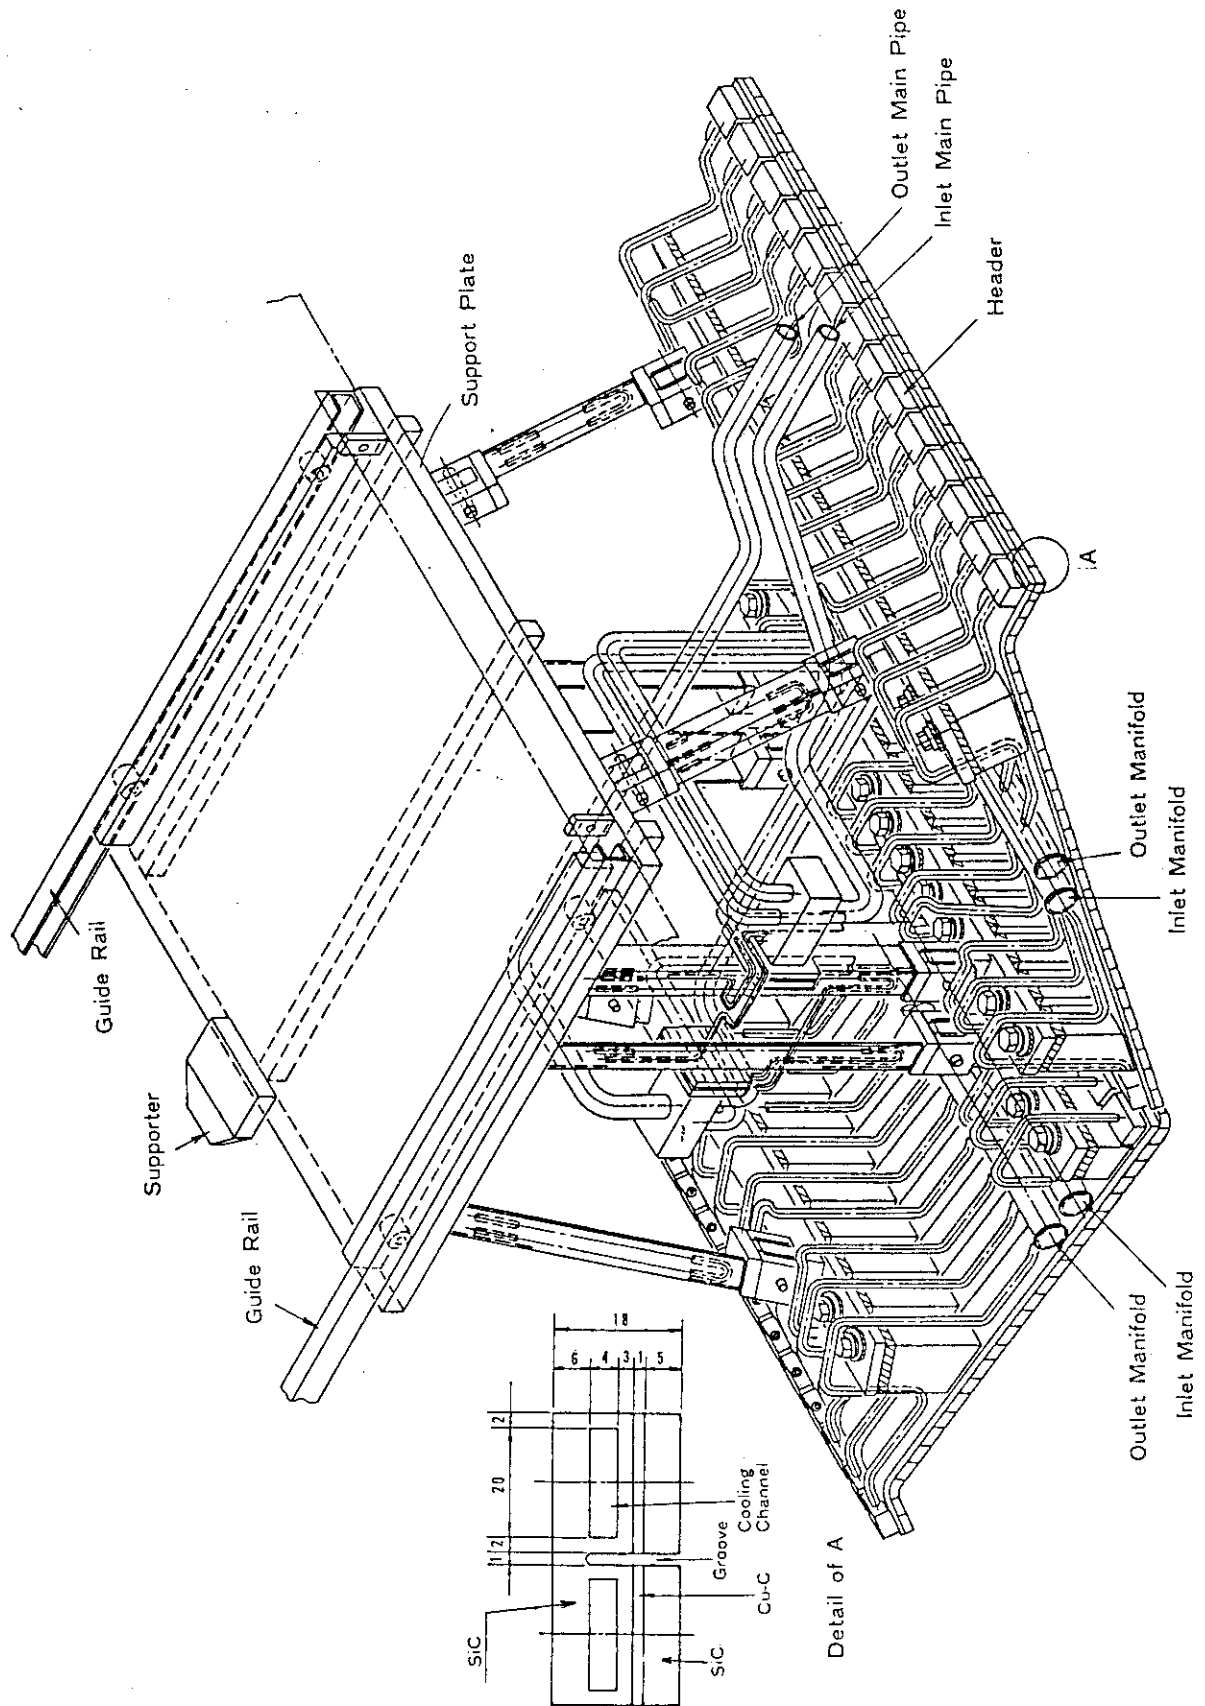 Guide Rail
Supporter
Guide Rail
Support Plate
Outlet Main Pipe
Inlet Main Pipe
Header
A
Outlet Manifold
Inlet Manifold
Outlet Manifold
Inlet Manifold
18
6
4
3
1
5
1
2
20
2
SiC
SiC
Cu-C
Groove
Cooling
Channel
Detail of A